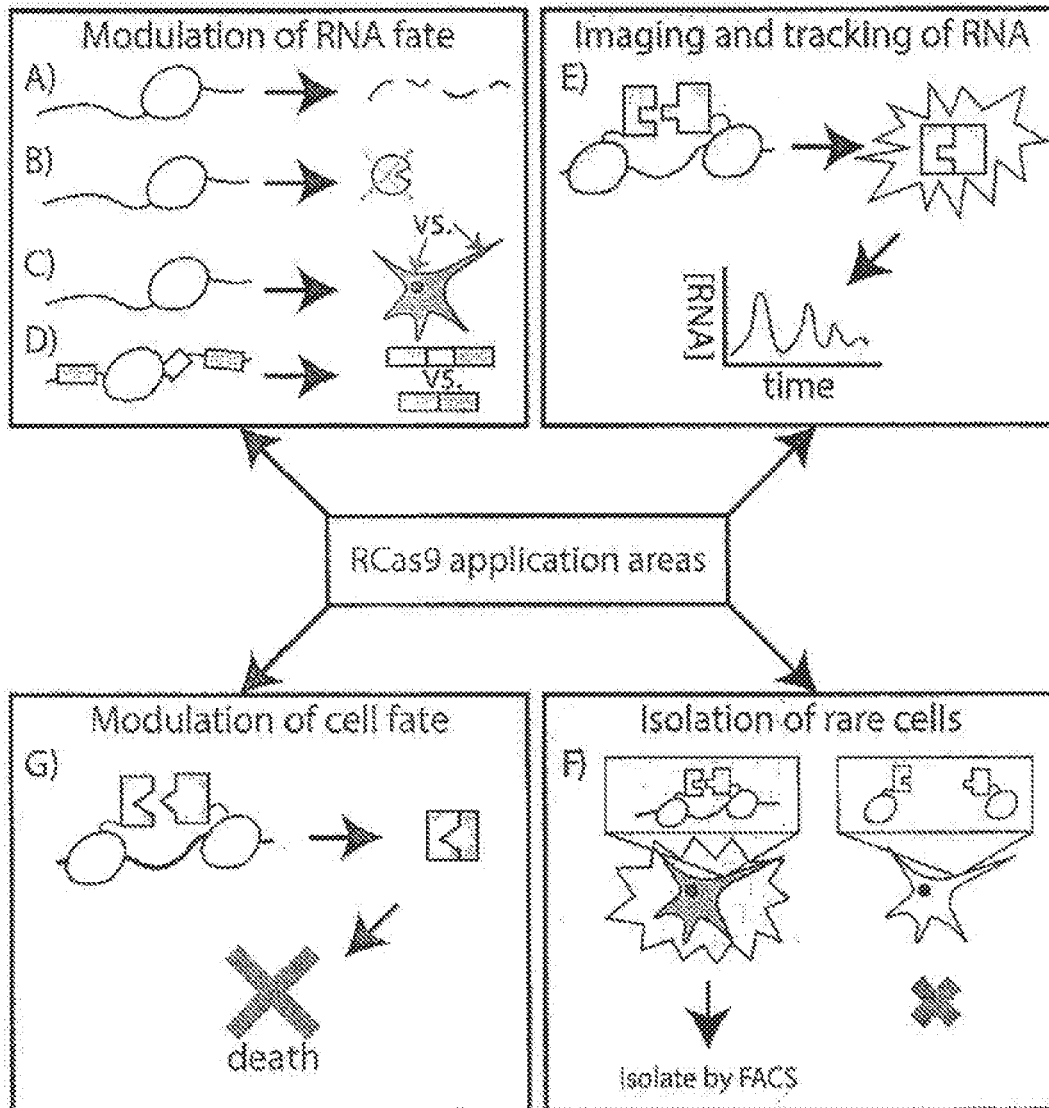 Modulation of RNA fate
A)
B)
C)
vs.
D)
vs.
Imaging and tracking of RNA
E)
[RNA]
time
RCas9 application areas
Modulation of cell fate
G)
death
Isolation of rare cells
F)
Isolate by FACS